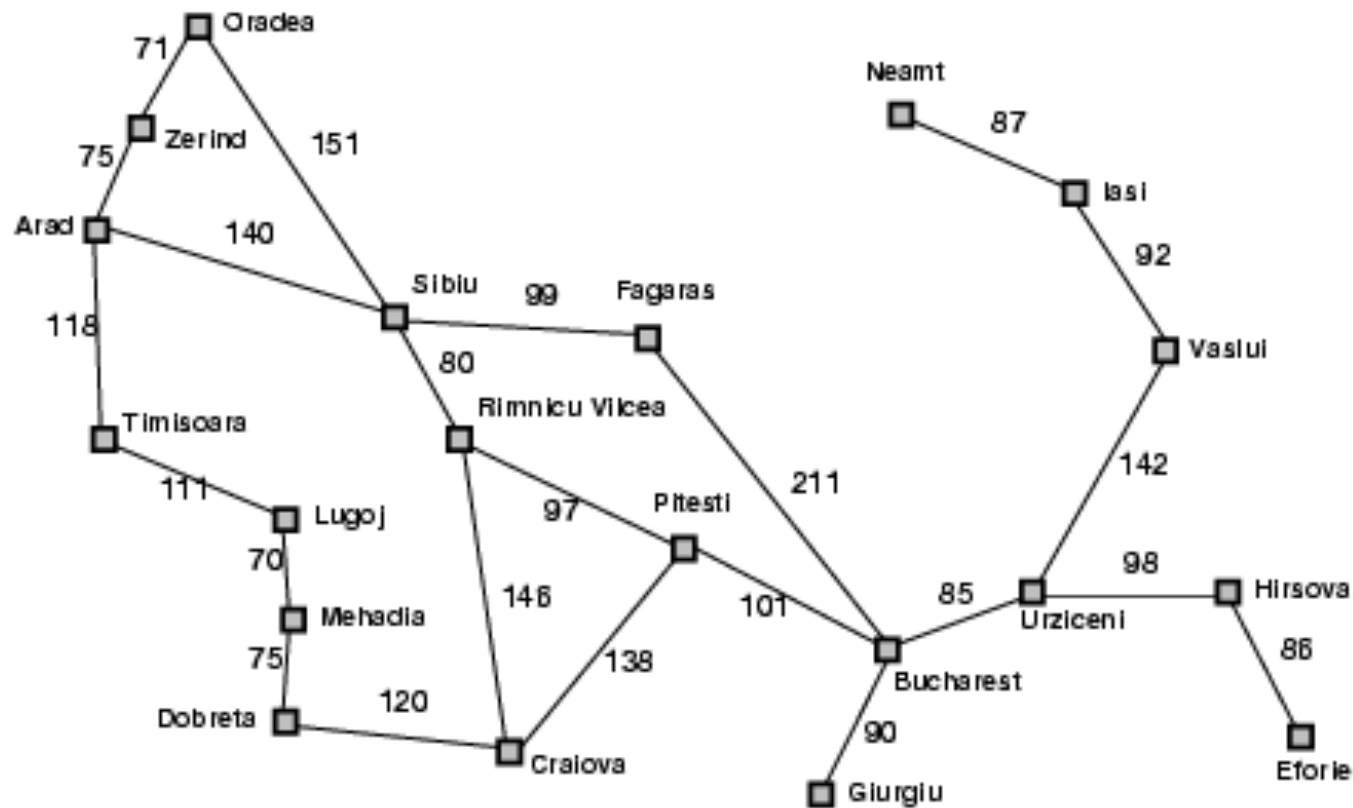 Oradea
71
Neamt
87
Zerind
151
75
Iasi
Arad
140
92
Sibiu
99
Fagaras
118
Vaslui
80
Rimnicu Vilcea
Timisoara
142
111
211
Lugoj
97
Pitesti
70
98
Hirsova
146
101
85
Mehadia
Urziceni
75
138
86
Bucharest
Dobreta
120
90
Craiova
Eforie
Giurgiu